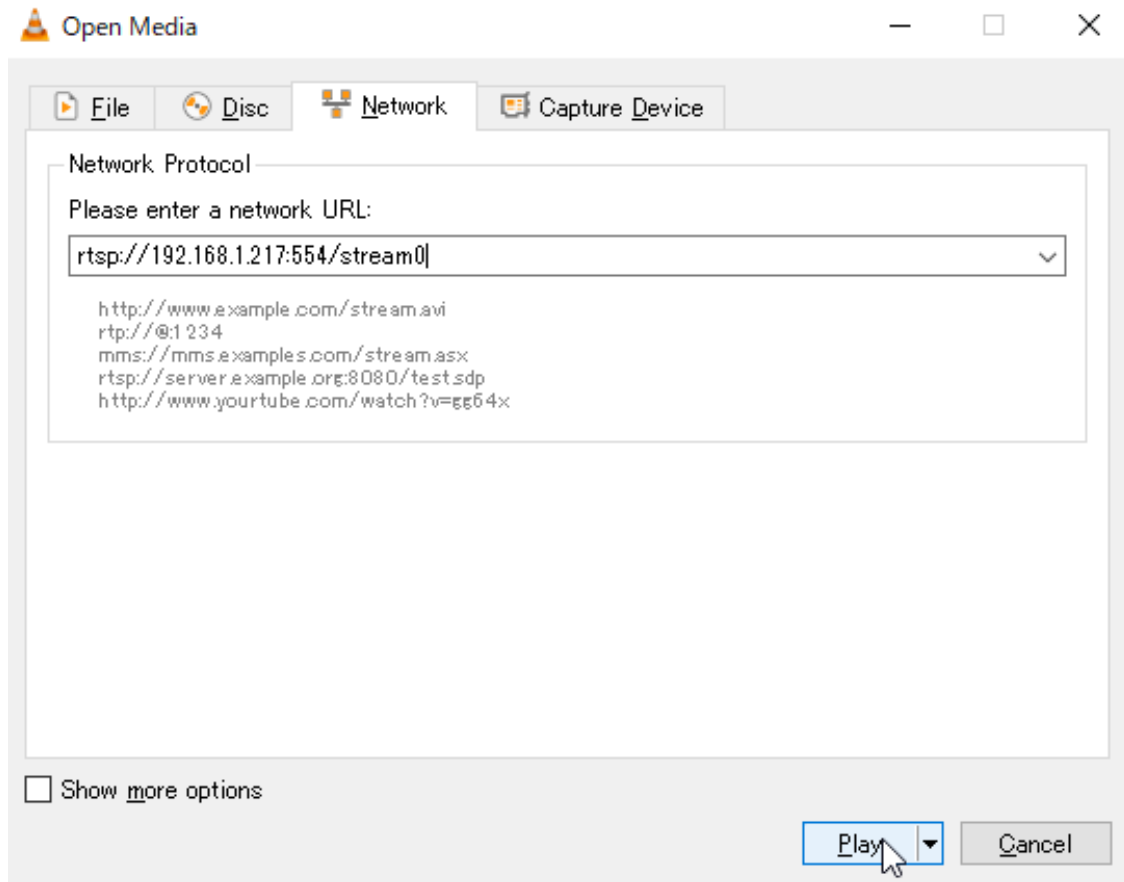 Open Media
File Disc Network Capture Device
Network Protocol
Please enter a network URL:
rtsp://192.168.1.217:554/stream0
http://www.example.com/stream.avi
rtp://@:1234
mms://mms.examples.com/stream.asx
rtsp://server.example.org:8080/test.sdp
http://www.yourtube.com/watch?v=gg64x
Show more options
Play Cancel